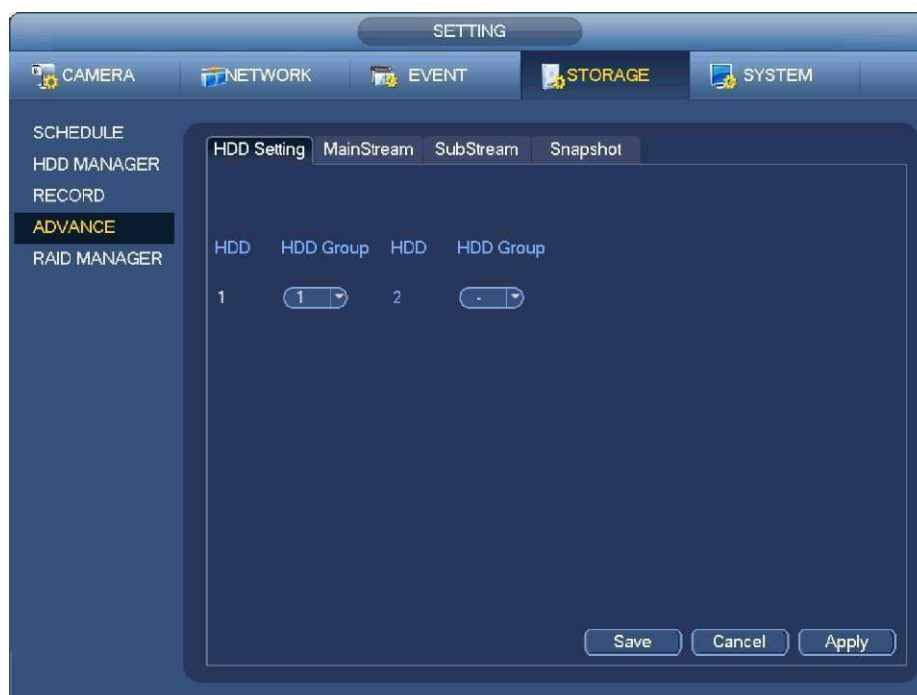 SETTING
CAMERA NETWORK EVENT STORAGE SYSTEM
SCHEDULE
HDD MANAGER
RECORD
ADVANCE
RAID MANAGER
HDD Setting MainStream SubStream Snapshot
HDD HDD Group HDD HDD Group
1 1 2 -
Save Cancel Apply